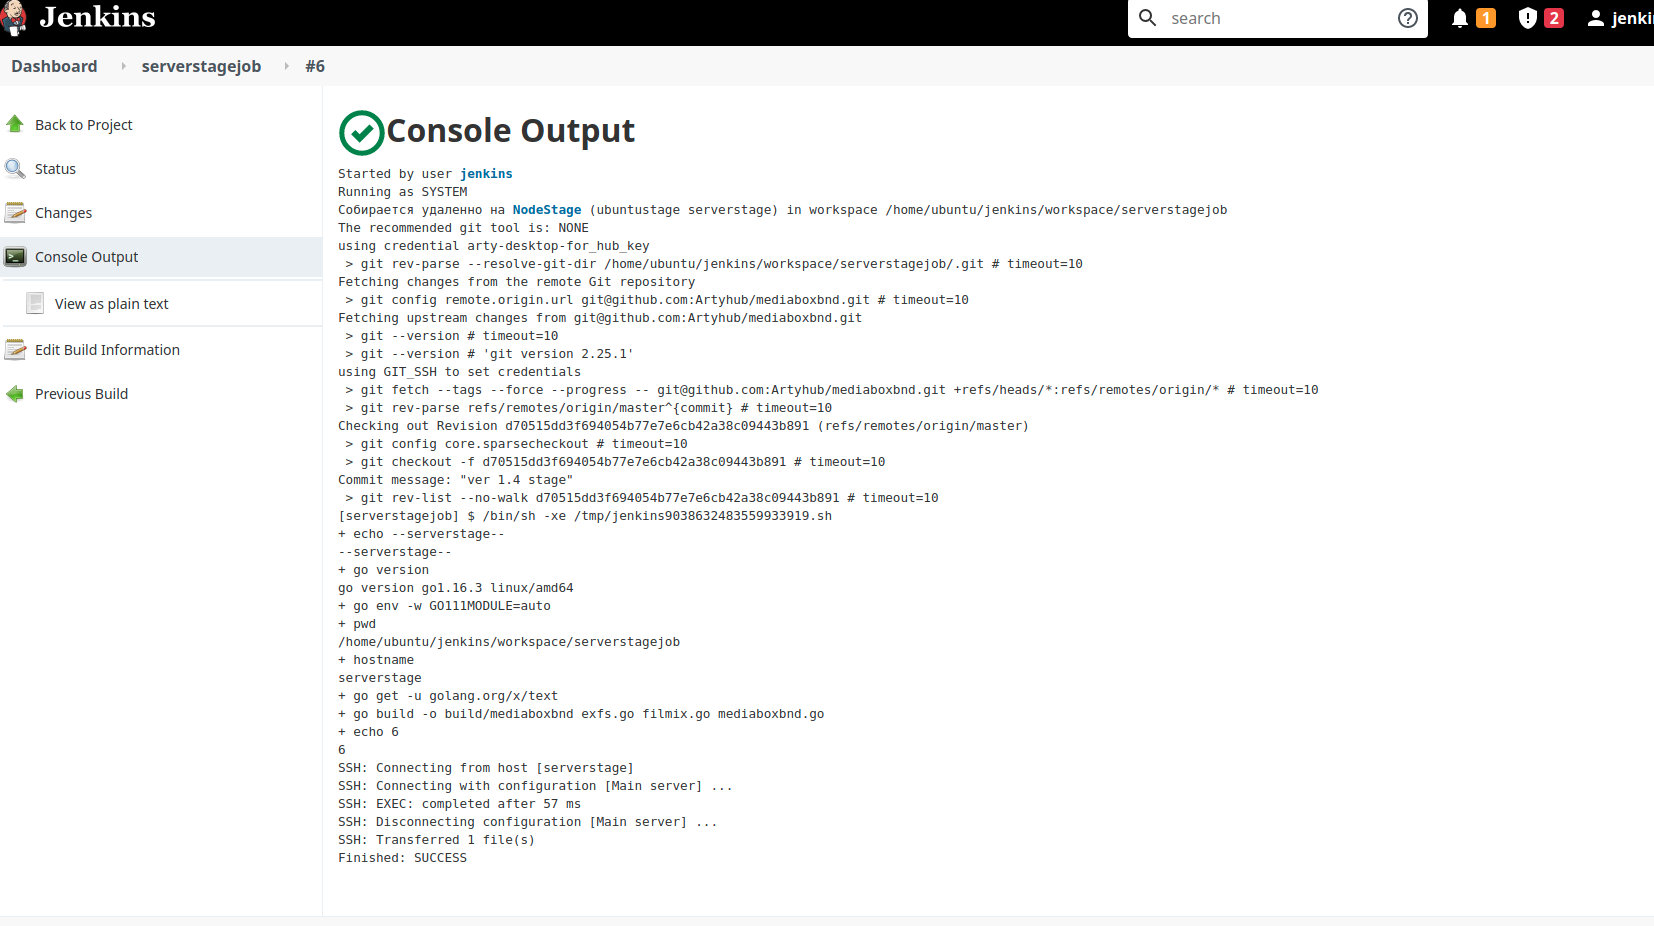 Jenkins
search
1
2
jenki
Dashboard
serverstagejob
#6
Back to Project
Status
Changes
Console Output
View as plain text
Edit Build Information
Previous Build
Console Output
Started by user jenkins
Running as SYSTEM
Собирается удаленно на NodeStage (ubuntustage serverstage) in workspace /home/ubuntu/jenkins/workspace/serverstagejob
The recommended git tool is: NONE
using credential arty-desktop-for_hub_key
> git rev-parse --resolve-git-dir /home/ubuntu/jenkins/workspace/serverstagejob/.git # timeout=10
Fetching changes from the remote Git repository
> git config remote.origin.url git@github.com:Artyhub/mediaboxbnd.git # timeout=10
Fetching upstream changes from git@github.com:Artyhub/mediaboxbnd.git
> git --version # timeout=10
> git --version # 'git version 2.25.1'
using GIT_SSH to set credentials
> git fetch --tags --force --progress -- git@github.com:Artyhub/mediaboxbnd.git +refs/heads/*:refs/remotes/origin/* # timeout=10
> git rev-parse refs/remotes/origin/master^{commit} # timeout=10
Checking out Revision d70515dd3f694054b77e7e6cb42a38c09443b891 (refs/remotes/origin/master)
> git config core.sparsecheckout # timeout=10
> git checkout -f d70515dd3f694054b77e7e6cb42a38c09443b891 # timeout=10
Commit message: "ver 1.4 stage"
> git rev-list --no-walk d70515dd3f694054b77e7e6cb42a38c09443b891 # timeout=10
[serverstagejob] $ /bin/sh -xe /tmp/jenkins9038632483559933919.sh
+ echo --serverstage--
--serverstage--
+ go version
go version go1.16.3 linux/amd64
+ go env -w GO111MODULE=auto
+ pwd
/home/ubuntu/jenkins/workspace/serverstagejob
+ hostname
serverstage
+ go get -u golang.org/x/text
+ go build -o build/mediaboxbnd exfs.go filmix.go mediaboxbnd.go
+ echo 6
6
SSH: Connecting from host [serverstage]
SSH: Connecting with configuration [Main server] ...
SSH: EXEC: completed after 57 ms
SSH: Disconnecting configuration [Main server] ...
SSH: Transferred 1 file(s)
Finished: SUCCESS